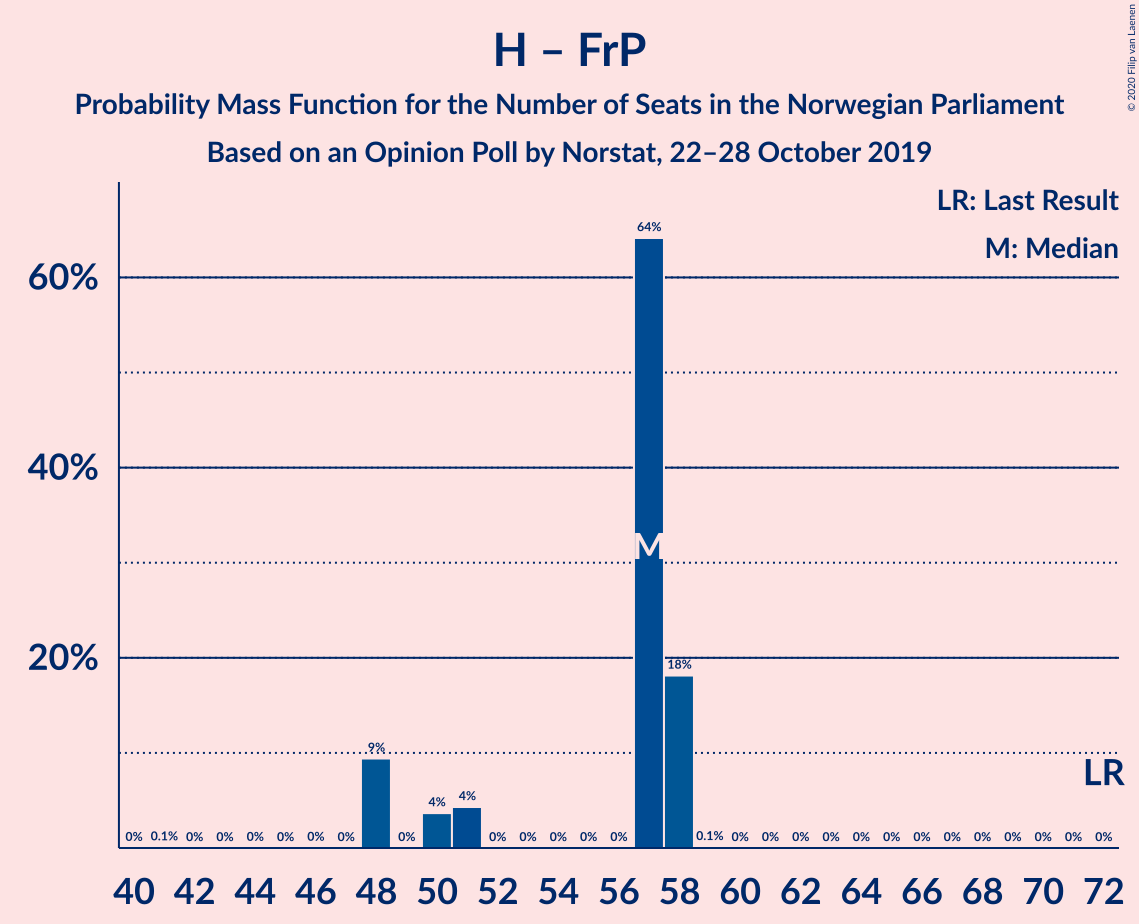 H – FrP
Probability Mass Function for the Number of Seats in the Norwegian Parliament
Based on an Opinion Poll by Norstat, 22–28 October 2019
© 2020 Filip van Laenen
LR: Last Result
M: Median
60%
40%
20%
0% 0.1% 0% 0% 0% 0% 0% 0% 9% 0% 4% 4% 0% 0% 0% 0% 0% 64% 18% 0.1% 0% 0% 0% 0% 0% 0% 0% 0% 0% 0% 0% 0% 0%
M
LR
40 42 44 46 48 50 52 54 56 58 60 62 64 66 68 70 72